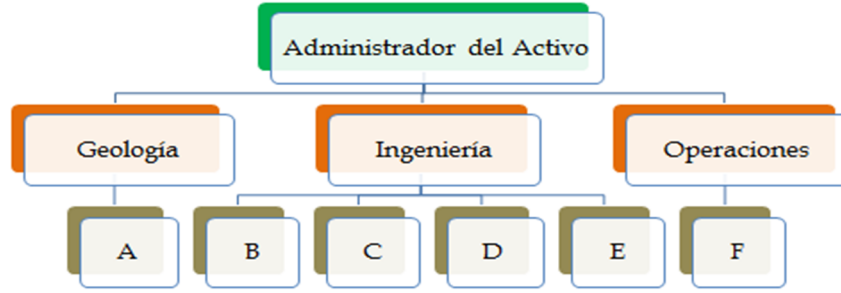 Administrador del Activo
Geología
Ingeniería
Operaciones
A
B
C
D
E
F